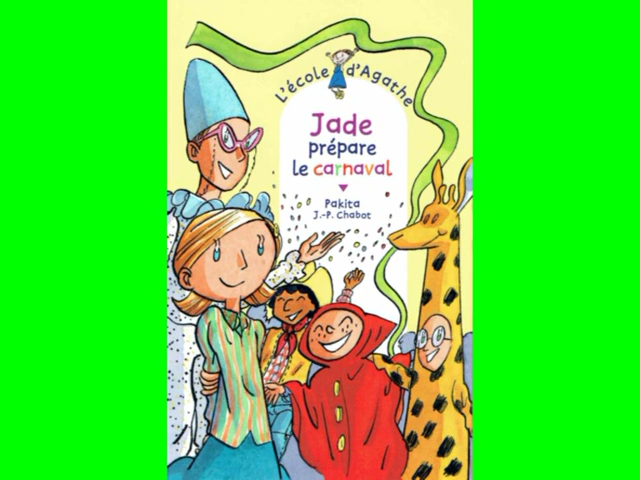 L'école d'Agathe
Jade
prépare
le carnaval
Pakita
J.-P. Chabot